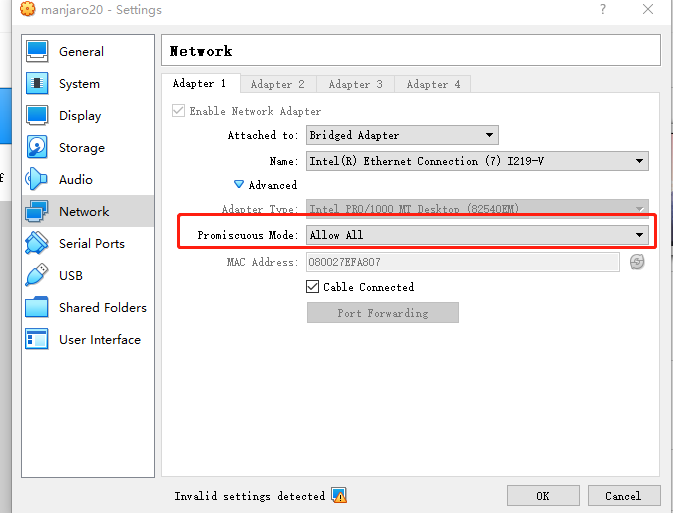 manjaro20 - Settings
?
General
System
Display
Storage
Audio
Network
Serial Ports
USB
Shared Folders
User Interface
Network
Adapter 1 Adapter 2 Adapter 3 Adapter 4
Enable Network Adapter
Attached to: Bridged Adapter
Name: Intel(R) Ethernet Connection (7) I219-V
Advanced
Adapter Type: Intel PRO/1000 MT Desktop (82540EM)
Promiscuous Mode: Allow All
MAC Address: 080027EFA807
Cable Connected
Port Forwarding
Invalid settings detected
OK Cancel